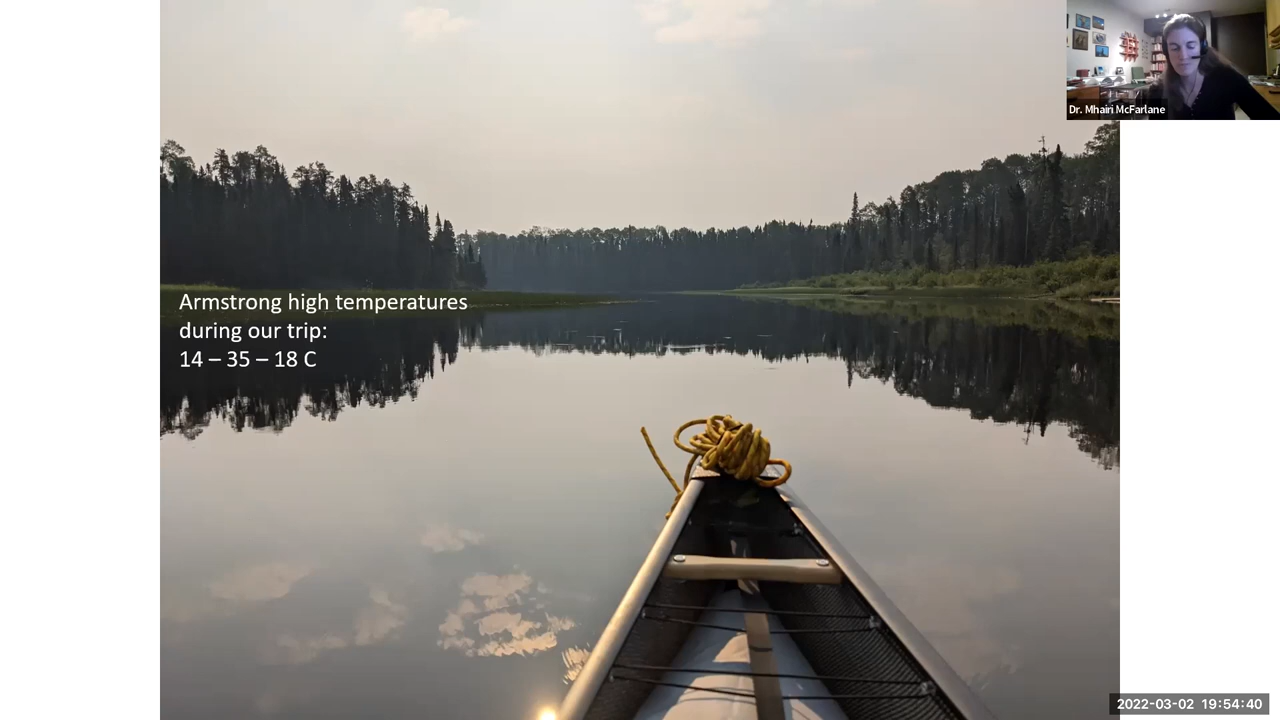 Dr. Mhairi McFarlane
Armstrong high temperatures
during our trip:
14 – 35 – 18 C
2022-03-02 19:54:40